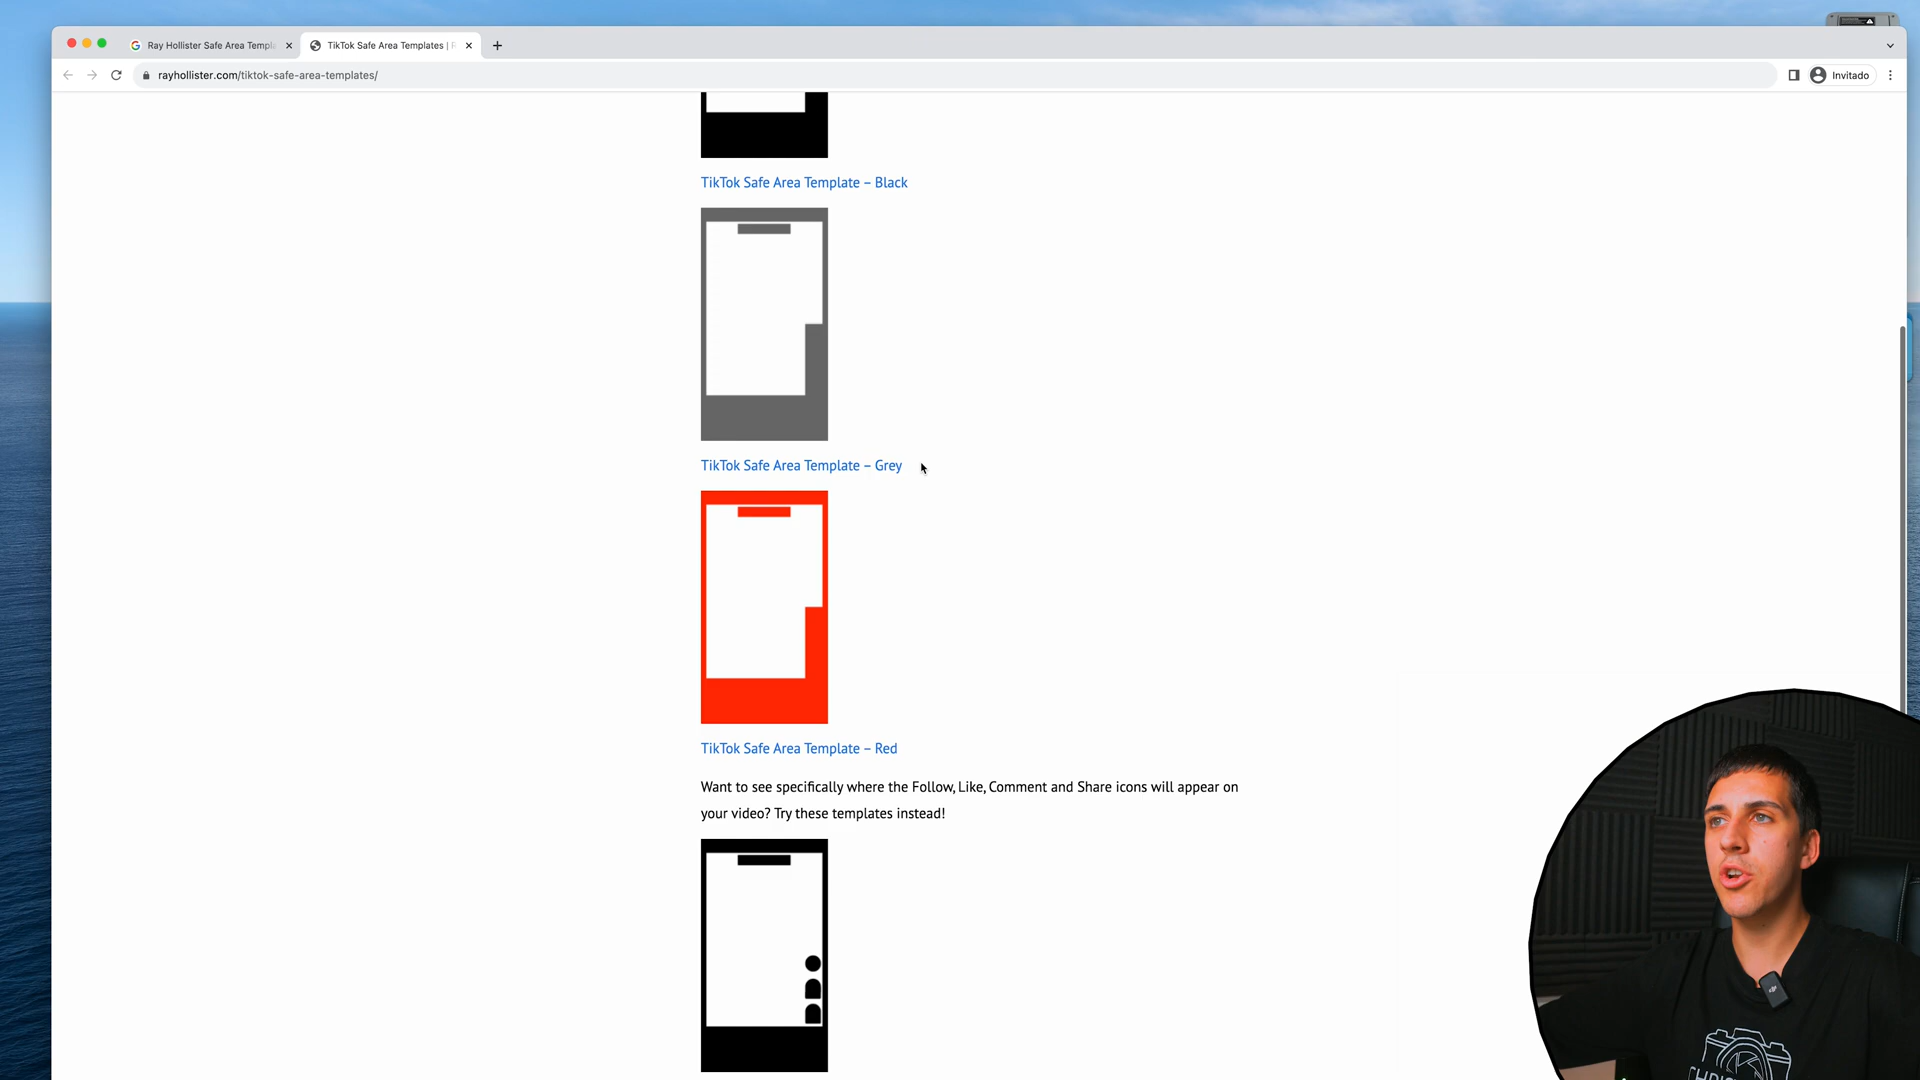 Ray Hollister Safe Area Templ
TikTok Safe Area Templates |
rayhollister.com/tiktok-safe-area-templates/
Invitado
TikTok Safe Area Template – Black
TikTok Safe Area Template – Grey
TikTok Safe Area Template – Red
Want to see specifically where the Follow, Like, Comment and Share icons will appear on
your video? Try these templates instead!